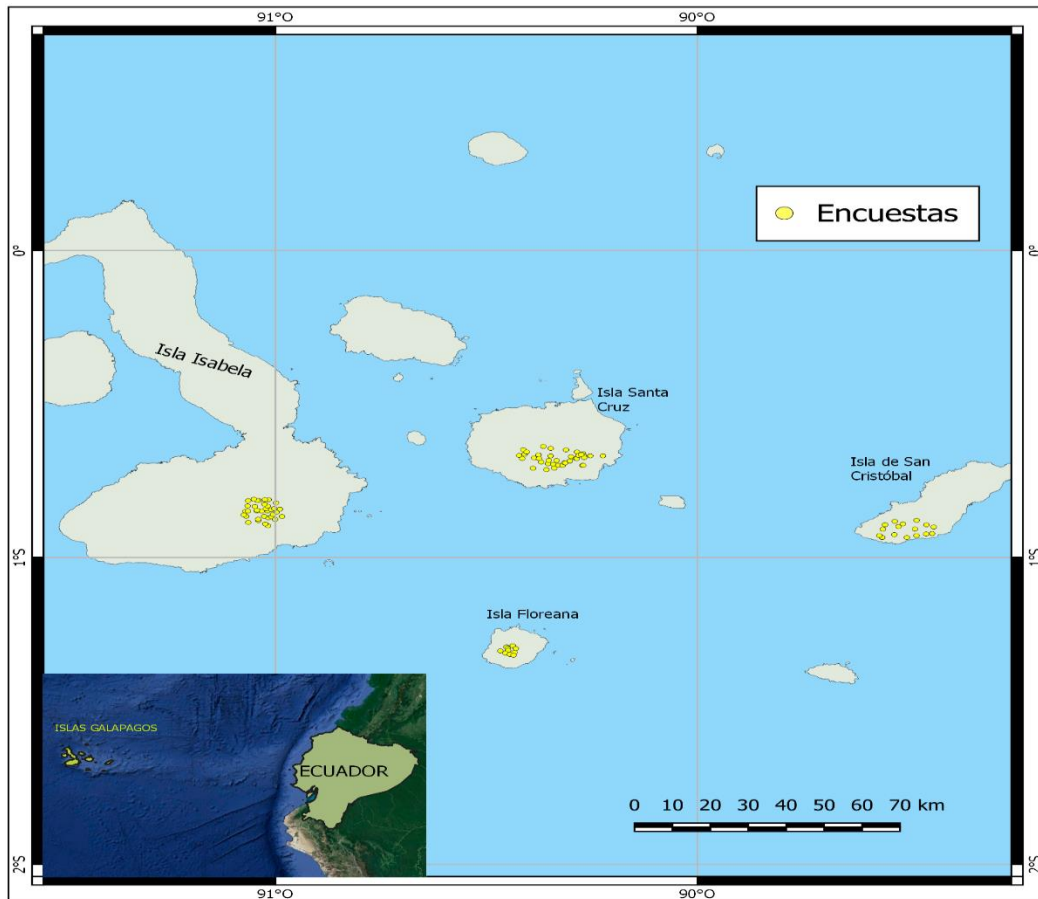 91°O
90°O
Encuestas
0°
0°
Isla Isabela
Isla Santa
Cruz
Isla de San
Cristóbal
1°S
1°S
Isla Floreana
ISLAS GALAPAGOS
ECUADOR
0 10 20 30 40 50 60 70 km
2°S
2°S
91°O
90°O